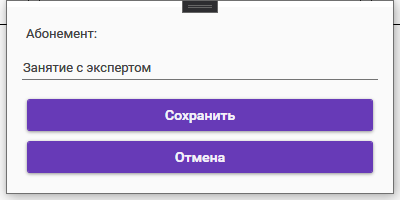 Абонемент:
Занятие с экспертом
Сохранить
Отмена